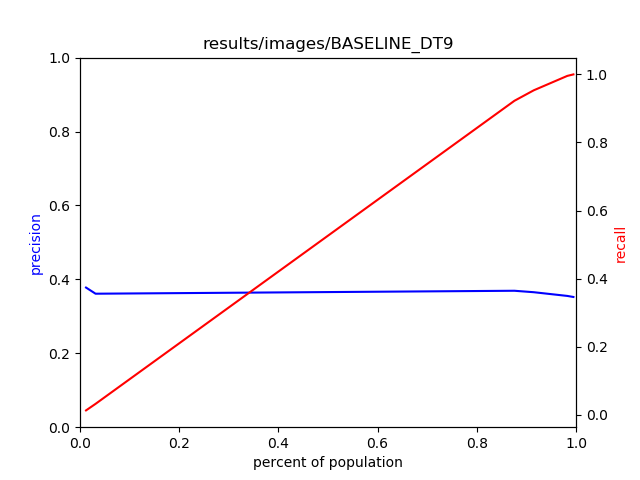 results/images/BASELINE_DT9
1.0
0.8
0.6
0.4
0.2
0.0
precision
1.0
0.8
0.6
0.4
0.2
0.0
recall
0.0 0.2 0.4 0.6 0.8 1.0
percent of population